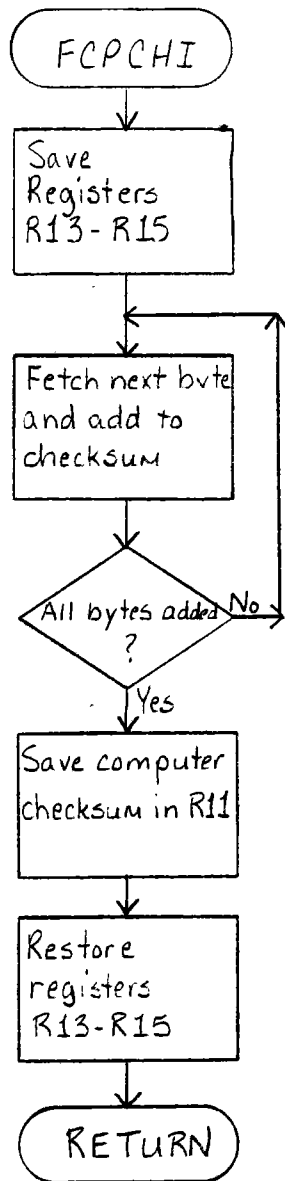 FCPCHI
Save
Registers
R13-R15
Fetch next byte
and add to
checksum
All bytes added
?
No
Yes
Save computer
checksum in R11
Restore
registers
R13-R15
RETURN